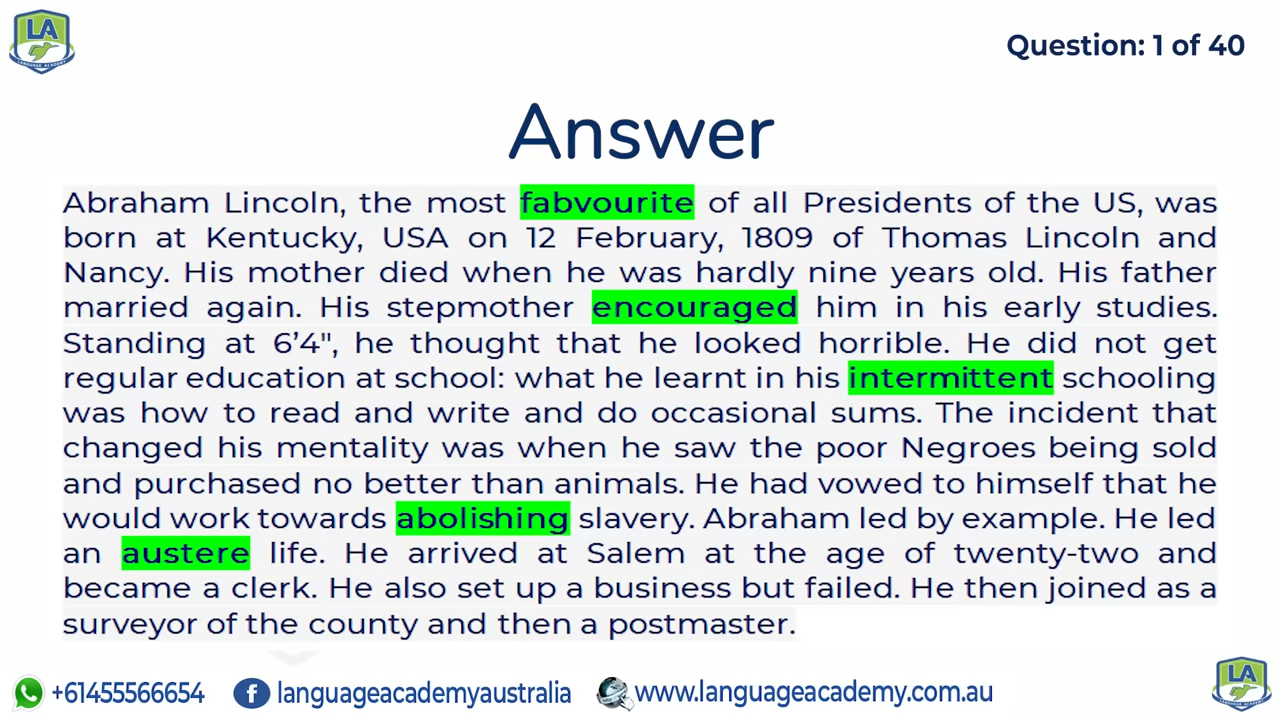 LA
LANGUAGE ACADEMY
Question: 1 of 40
Answer
Abraham Lincoln, the most fabvourite of all Presidents of the US, was
born at Kentucky, USA on 12 February, 1809 of Thomas Lincoln and
Nancy. His mother died when he was hardly nine years old. His father
married again. His stepmother encouraged him in his early studies.
Standing at 6’4", he thought that he looked horrible. He did not get
regular education at school: what he learnt in his intermittent schooling
was how to read and write and do occasional sums. The incident that
changed his mentality was when he saw the poor Negroes being sold
and purchased no better than animals. He had vowed to himself that he
would work towards abolishing slavery. Abraham led by example. He led
an austere life. He arrived at Salem at the age of twenty-two and
became a clerk. He also set up a business but failed. He then joined as a
surveyor of the county and then a postmaster.
+61455566654 languageacademyaustralia www.languageacademy.com.au
LA
LANGUAGE ACADEMY